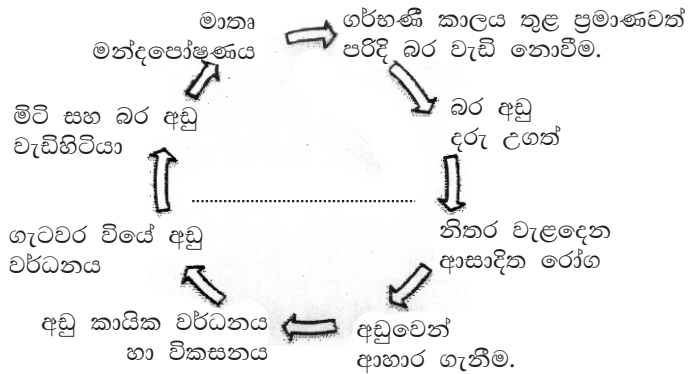 මාතෘ
මන්දපෝෂණය
ගර්භණී කාලය තුළ ප්‍රමාණවත්
පරිදි බර වැඩි නොවීම.
බර අඩු
දරු උගත්
නිතර වැළදෙන
ආසාදිත රෝග
අඩුවෙන්
ආහාර ගැනීම.
අඩු කායික වර්ධනය
හා විකසනය
ගැටවර වියේ අඩු
වර්ධනය
මිටි සහ බර අඩු
වැඩිහිටියා